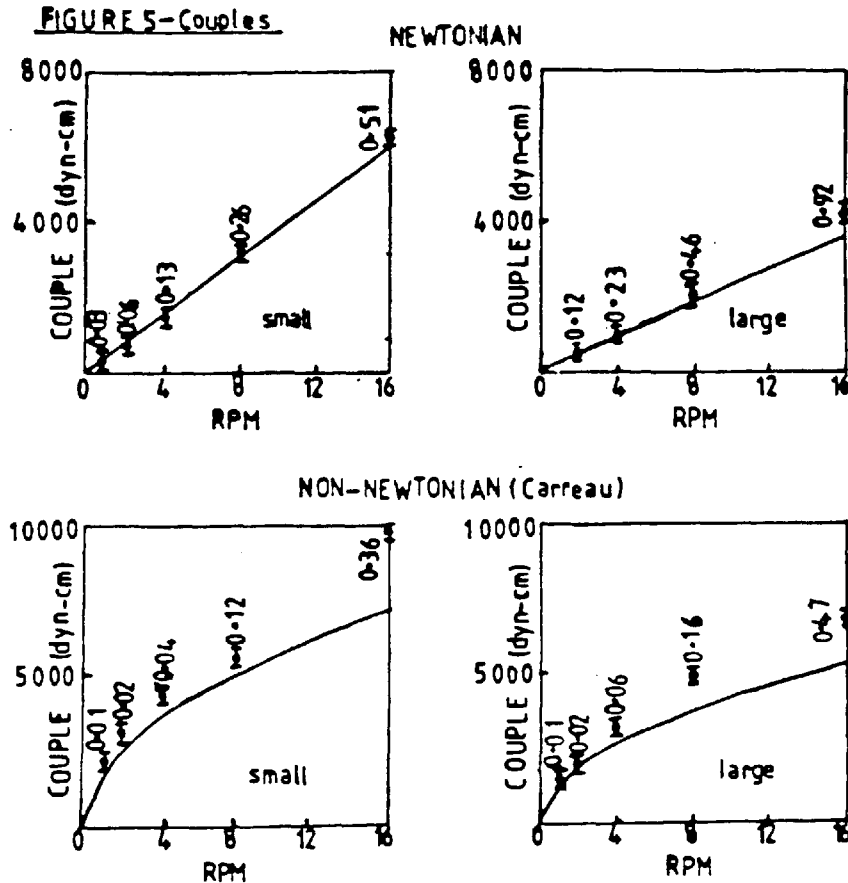 FIGURE 5-Couples
NEWTONIAN
8000
4000
COUPLE (dyn-cm)
0.03
0.06
0.13
0.26
0.51
small
0 4 8 12 16
RPM
8000
4000
COUPLE (dyn-cm)
0.12
0.23
0.46
0.92
large
0 4 8 12 16
RPM
NON-NEWTONIAN (Carreau)
10000
5000
COUPLE (dyn-cm)
0.01
0.02
0.04
0.12
0.36
small
0 4 8 12 16
RPM
10000
5000
COUPLE (dyn-cm)
0.01
0.02
0.06
0.16
0.47
large
0 4 8 12 16
RPM